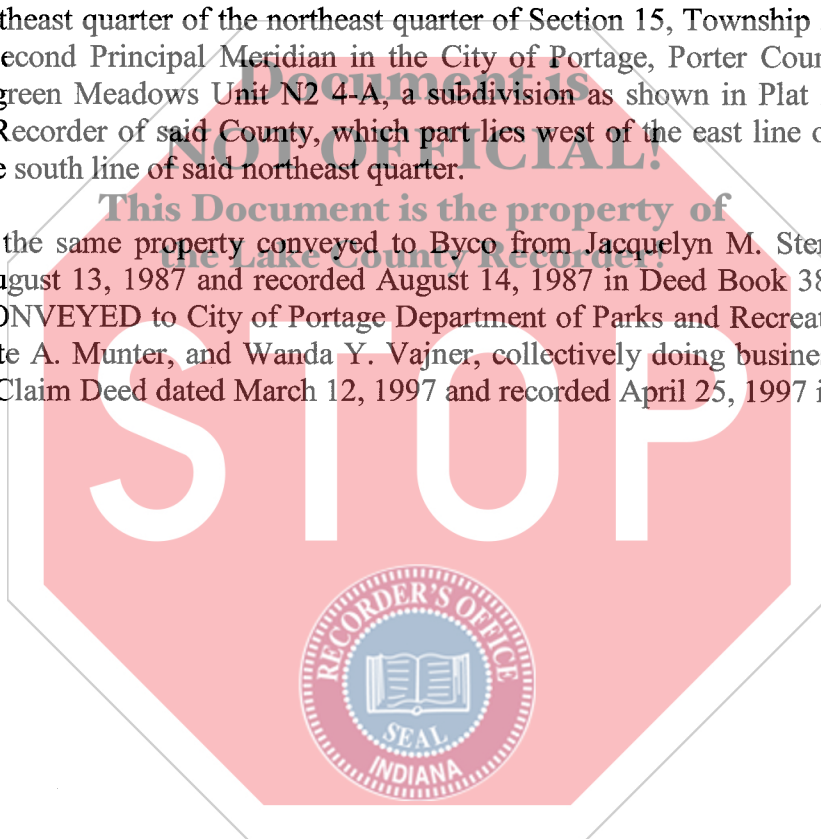 theast quarter of the northeast quarter of Section 15, Township
econd Principal Meridian in the City of Portage, Porter Coun
Document is
green Meadows Unit N2 4-A, a subdivision as shown in Plat
Recorder of said County, which part lies west of the east line o
NOT OFFICIAL!
e south line of said northeast quarter.
This Document is the property of
the same property conveyed to Byco from Jacquelyn M. Ster
the Lake County Recorder!
ugust 13, 1987 and recorded August 14, 1987 in Deed Book 38
ONVEYED to City of Portage Department of Parks and Recreat
te A. Munter, and Wanda Y. Vajner, collectively doing busines
Claim Deed dated March 12, 1997 and recorded April 25, 1997 i
STOP
RECORDER'S OFFICE
SEAL
INDIANA